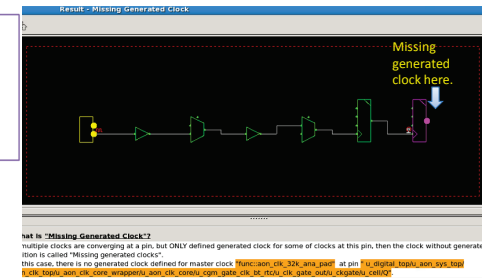 Result - Missing Generated Clock
Missing
generated
clock here.
hat is "Missing Generated Clock"?
multiple clocks are converging at a pin, but ONLY defined generated clock for some of clocks at this pin, then the clock without generate
ition is called "Missing generated clocks".
this case, there is no generated clock defined for master clock "func::aon_clk_32k_ana_pad" at pin " u_digital_top/u_aon_sys_top/
n_clk_top/u_aon_clk_core_wrapper/u_aon_clk_core/u_cgm_gate_clk_bt_rtc/u_clk_gate_out/u_ckgate/u_cell/Q".